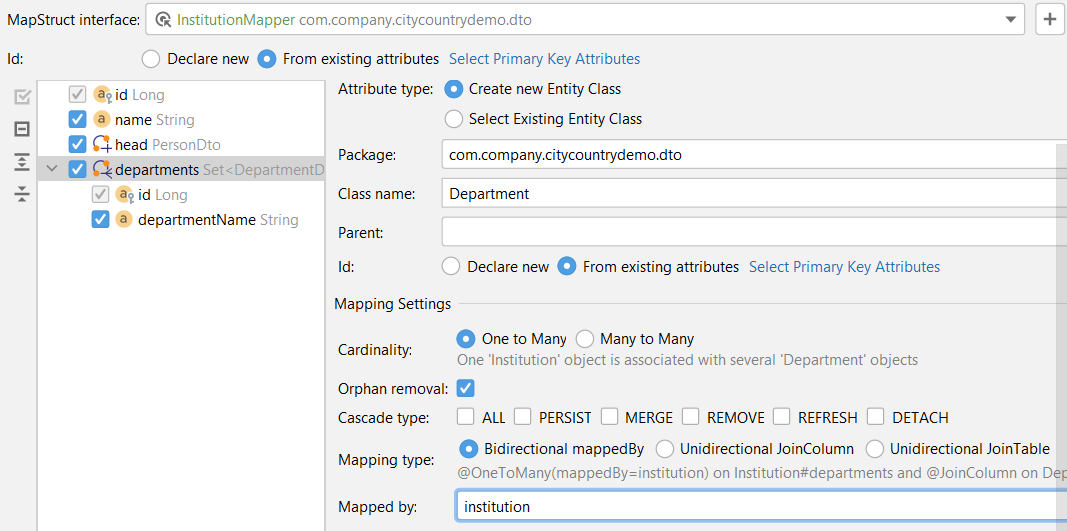 MapStruct interface: InstitutionMapper com.company.citycountrydemo.dto
Id: Declare new From existing attributes Select Primary Key Attributes
id Long
name String
head PersonDto
departments Set<DepartmentD
id Long
departmentName String
Attribute type: Create new Entity Class
Select Existing Entity Class
Package: com.company.citycountrydemo.dto
Class name: Department
Parent:
Id: Declare new From existing attributes Select Primary Key Attributes
Mapping Settings
Cardinality: One to Many Many to Many
One 'Institution' object is associated with several 'Department' objects
Orphan removal:
Cascade type: ALL PERSIST MERGE REMOVE REFRESH DETACH
Mapping type: Bidirectional mappedBy Unidirectional JoinColumn Unidirectional JoinTable
@OneToMany(mappedBy=institution) on Institution#departments and @JoinColumn on Dep
Mapped by: institution